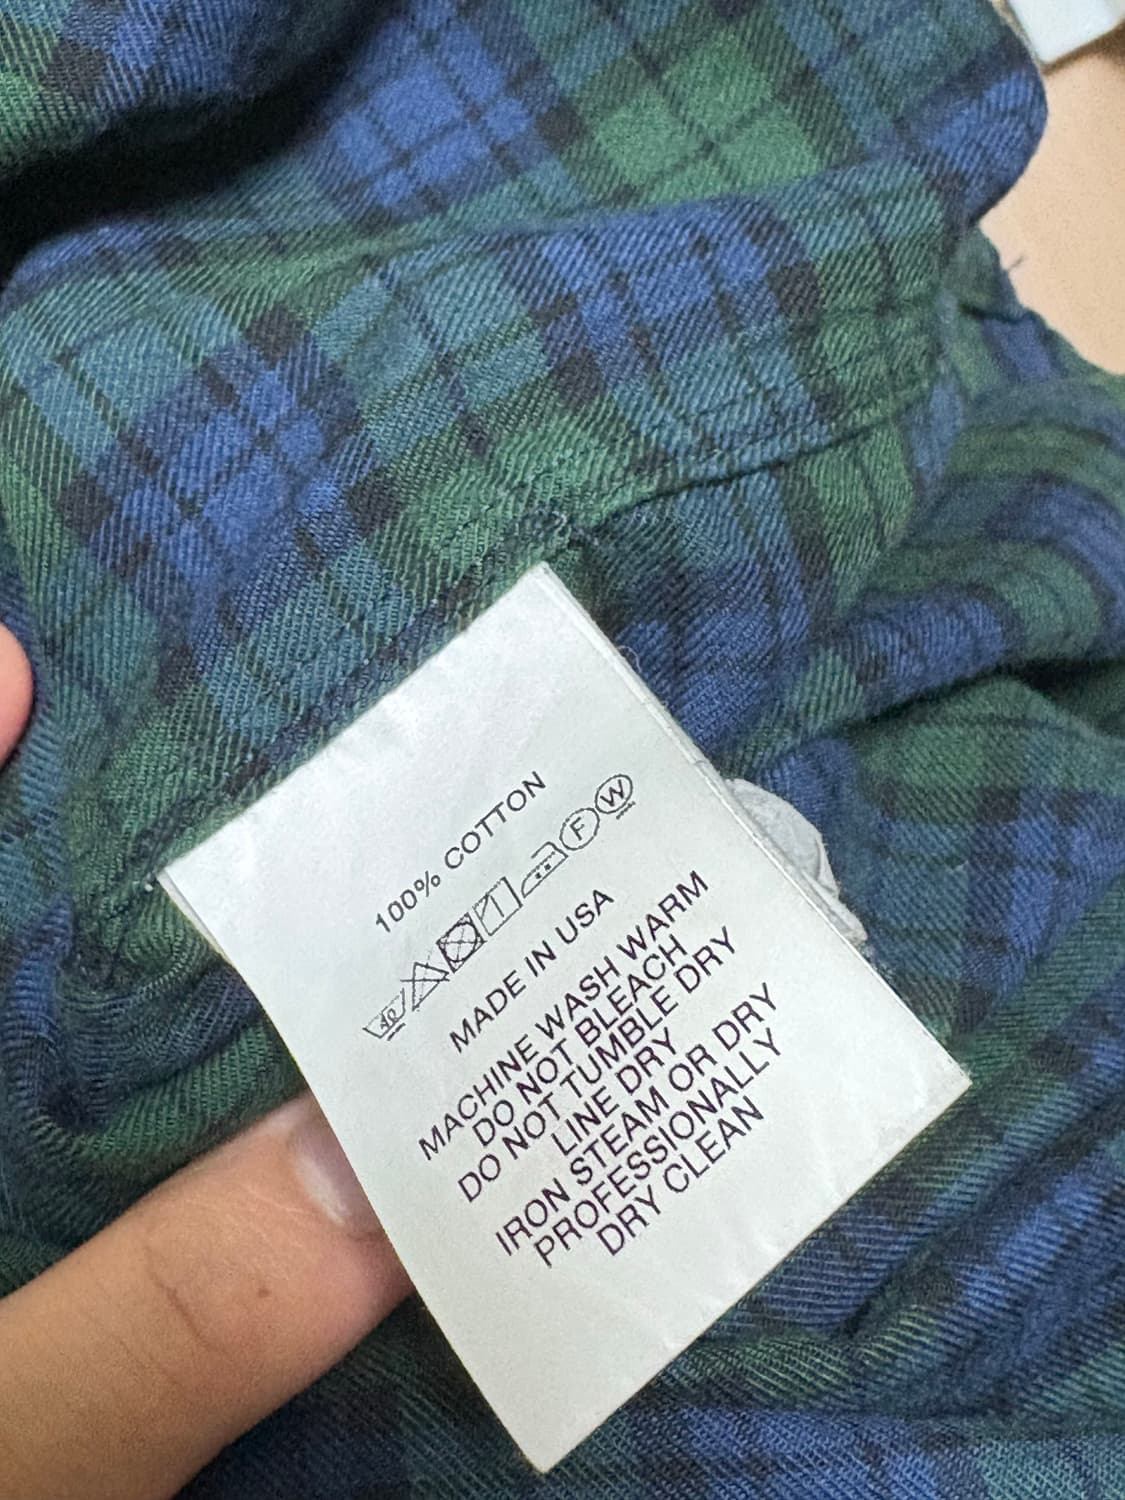 100% COTTON
F W
MADE IN USA
MACHINE WASH WARM
DO NOT BLEACH
DO NOT TUMBLE DRY
LINE DRY
IRON STEAM OR DRY
PROFESSIONALLY
DRY CLEAN